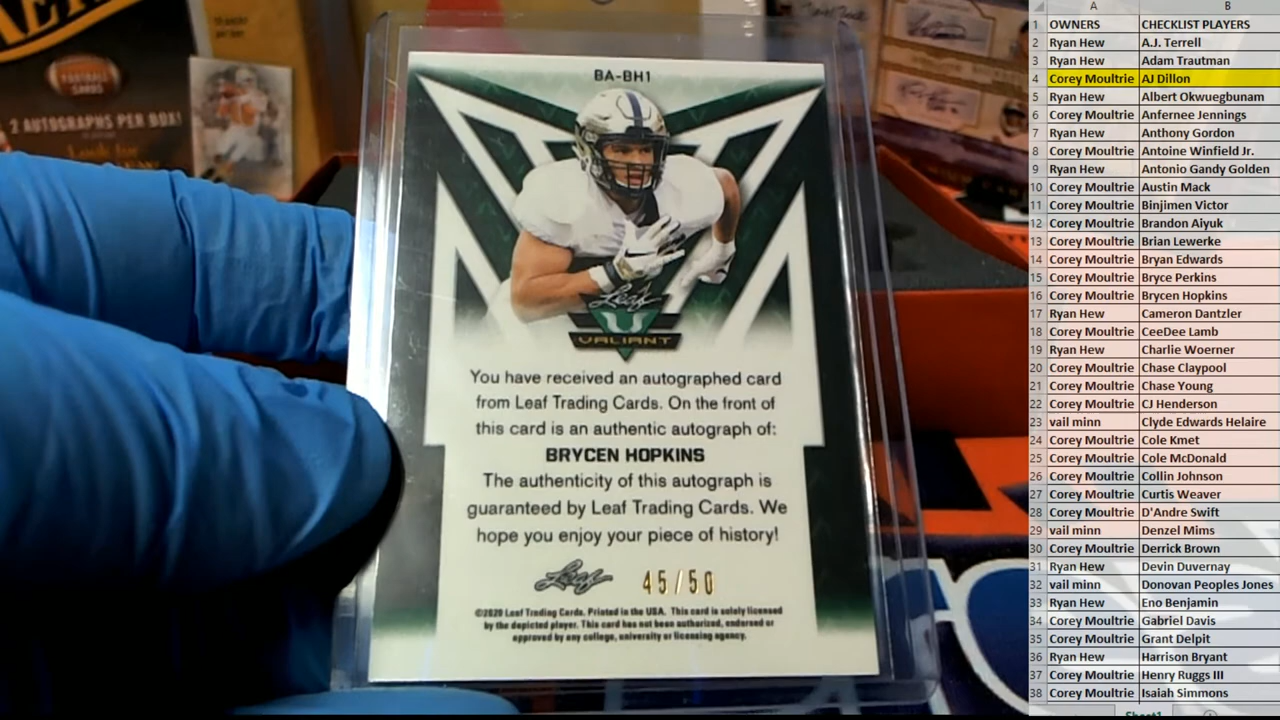 FOOTBALL
CARDS
2 AUTOGRAPHS PER BOX!
Look for
BA-BH1
Leaf
VALIANT
You have received an autographed card
from Leaf Trading Cards. On the front of
this card is an authentic autograph of:
BRYCEN HOPKINS
The authenticity of this autograph is
guaranteed by Leaf Trading Cards. We
hope you enjoy your piece of history!
Leaf 45/50
©2020 Leaf Trading Cards. Printed in the USA. This card is solely licensed
by the depicted player. This card has not been authorized, endorsed or
approved by any college, university or licensing agency.
A B
1 OWNERS CHECKLIST PLAYERS
2 Ryan Hew A.J. Terrell
3 Ryan Hew Adam Trautman
4 Corey Moultrie AJ Dillon
5 Ryan Hew Albert Okwuegbunam
6 Corey Moultrie Anfernee Jennings
7 Ryan Hew Anthony Gordon
8 Corey Moultrie Antoine Winfield Jr.
9 Ryan Hew Antonio Gandy Golden
10 Corey Moultrie Austin Mack
11 Corey Moultrie Binjimen Victor
12 Corey Moultrie Brandon Aiyuk
13 Corey Moultrie Brian Lewerke
14 Corey Moultrie Bryan Edwards
15 Corey Moultrie Bryce Perkins
16 Corey Moultrie Brycen Hopkins
17 Ryan Hew Cameron Dantzler
18 Corey Moultrie CeeDee Lamb
19 Ryan Hew Charlie Woerner
20 Corey Moultrie Chase Claypool
21 Corey Moultrie Chase Young
22 Corey Moultrie CJ Henderson
23 vail minn Clyde Edwards Helaire
24 Corey Moultrie Cole Kmet
25 Corey Moultrie Cole McDonald
26 Corey Moultrie Collin Johnson
27 Corey Moultrie Curtis Weaver
28 Corey Moultrie D'Andre Swift
29 vail minn Denzel Mims
30 Corey Moultrie Derrick Brown
31 Ryan Hew Devin Duvernay
32 vail minn Donovan Peoples Jones
33 Ryan Hew Eno Benjamin
34 Corey Moultrie Gabriel Davis
35 Corey Moultrie Grant Delpit
36 Ryan Hew Harrison Bryant
37 Corey Moultrie Henry Ruggs III
38 Corey Moultrie Isaiah Simmons
Sheet1